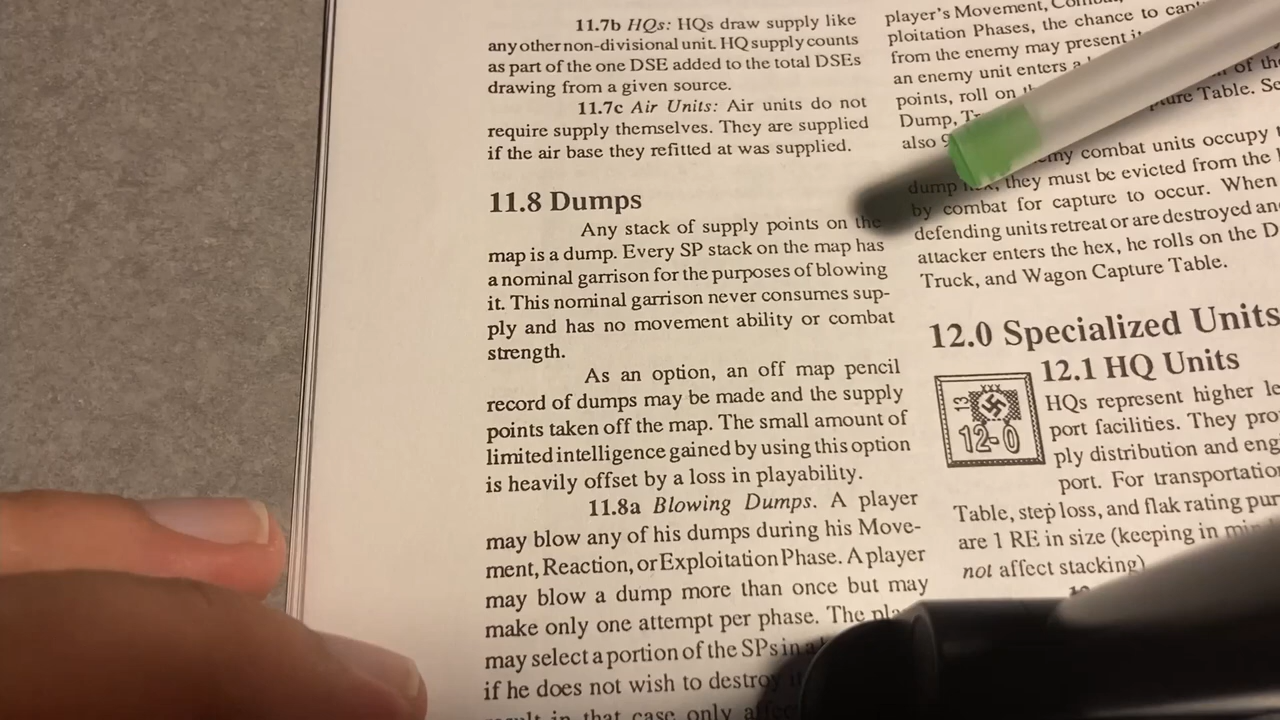 11.7b HQs: HQs draw supply like
any other non-divisional unit. HQ supply counts
as part of the one DSE added to the total DSEs
drawing from a given source.
11.7c Air Units: Air units do not
require supply themselves. They are supplied
if the air base they refitted at was supplied.
11.8 Dumps
Any stack of supply points on the
map is a dump. Every SP stack on the map has
a nominal garrison for the purposes of blowing
it. This nominal garrison never consumes sup-
ply and has no movement ability or combat
strength.
As an option, an off map pencil
record of dumps may be made and the supply
points taken off the map. The small amount of
limited intelligence gained by using this option
is heavily offset by a loss in playability.
11.8a Blowing Dumps. A player
may blow any of his dumps during his Move-
ment, Reaction, or Exploitation Phase. A player
may blow a dump more than once but may
make only one attempt per phase. The
may select a portion of the SPs in
if he does not wish to destroy
in that case only
player's Movement,
ploitation Phases, the chance to
from the enemy may present
an enemy unit enters a
points, roll on
Dump, of the
also Table.
combat units occupy
dump hex, they must be evicted from the
by combat for capture to occur. When
defending units retreat or are destroyed
attacker enters the hex, he rolls on the
Truck, and Wagon Capture Table.
12.0 Specialized Units
12.1 HQ Units
13
XXX
12-0
HQs represent higher
port facilities. They
ply distribution and
port. For
Table, step loss, and flak rating
are 1 RE in size (keeping in
not affect stacking)